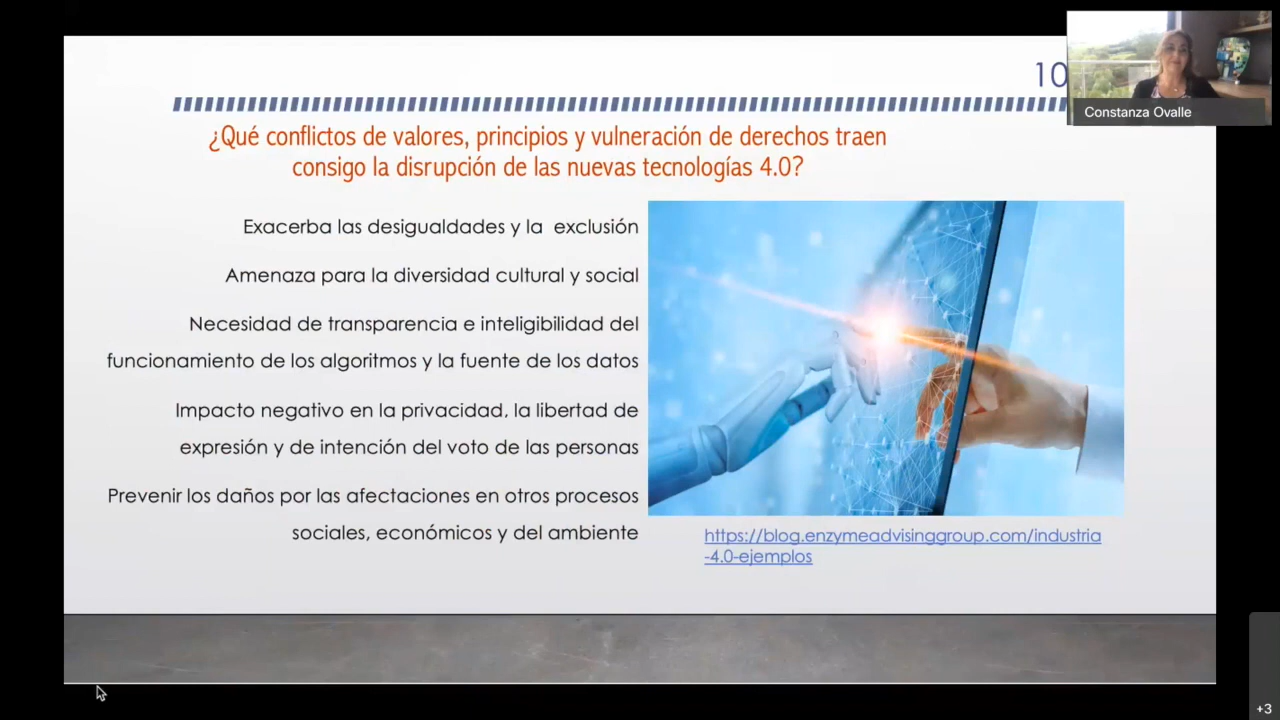 10
Constanza Ovalle
¿Qué conflictos de valores, principios y vulneración de derechos traen
consigo la disrupción de las nuevas tecnologías 4.0?
Exacerba las desigualdades y la exclusión
Amenaza para la diversidad cultural y social
Necesidad de transparencia e inteligibilidad del
funcionamiento de los algoritmos y la fuente de los datos
Impacto negativo en la privacidad, la libertad de
expresión y de intención del voto de las personas
Prevenir los daños por las afectaciones en otros procesos
sociales, económicos y del ambiente
https://blog.enzymeadvisinggroup.com/industria
-4.0-ejemplos
+3